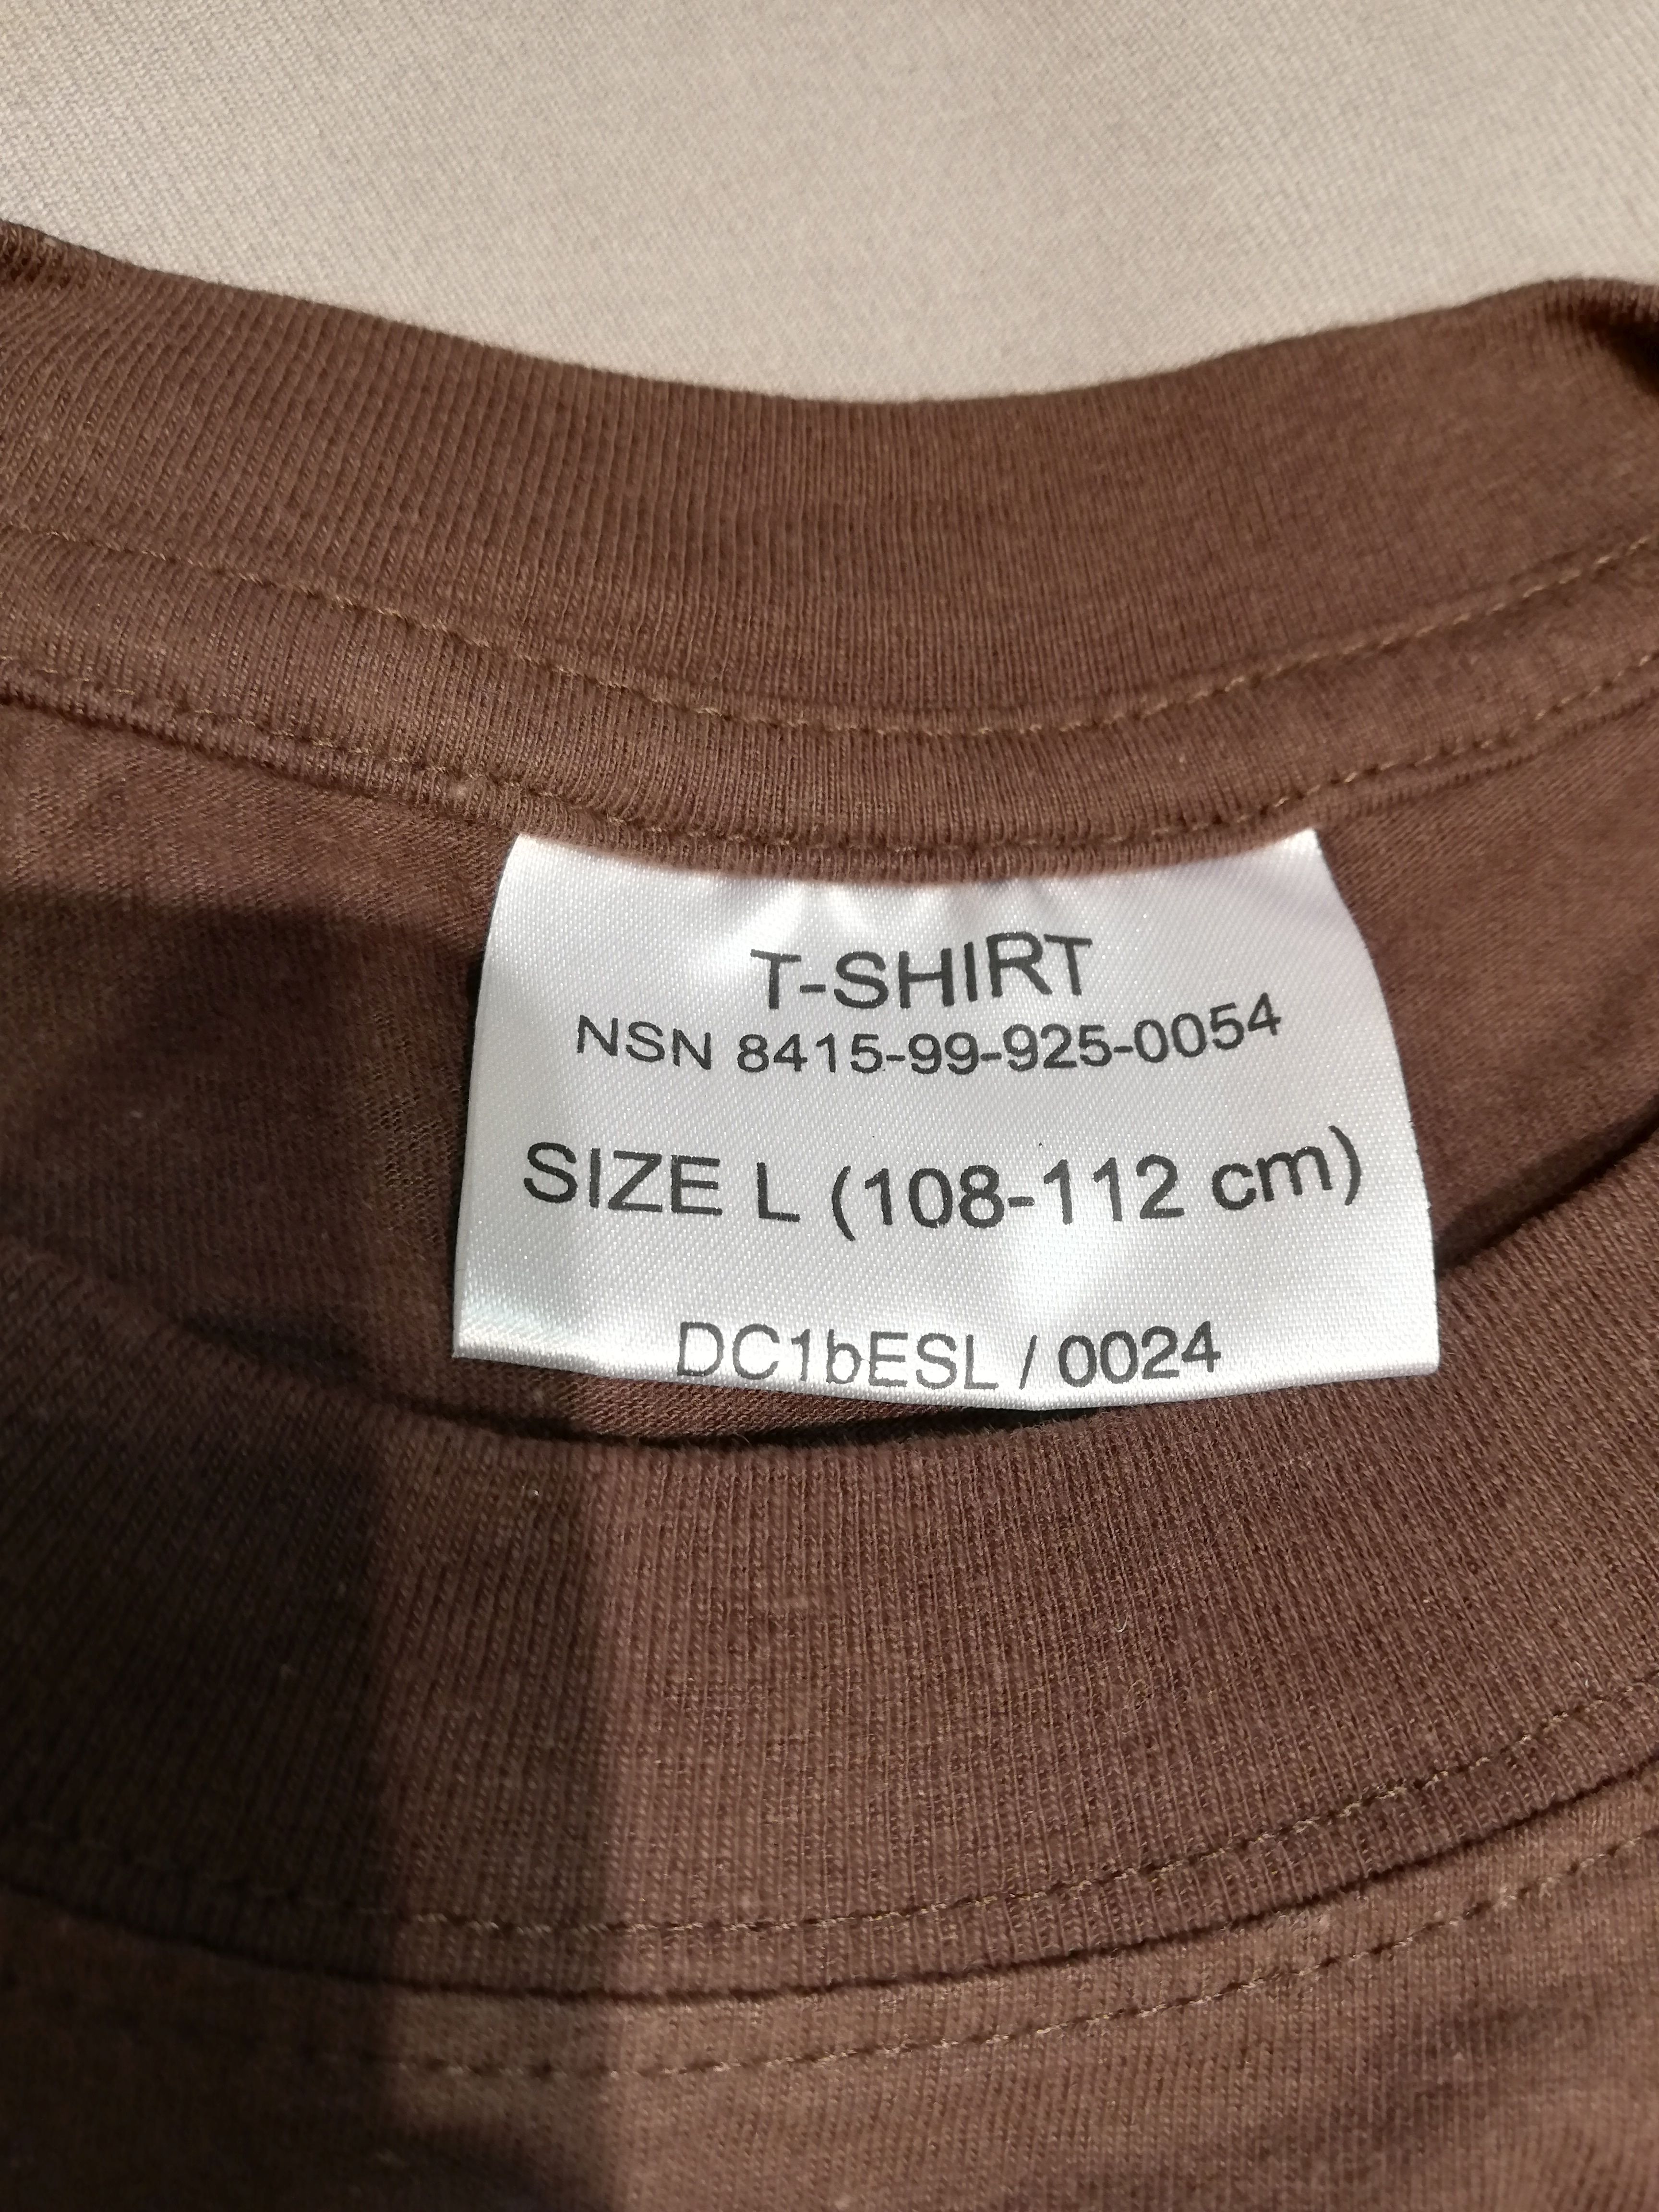 T-SHIRT
NSN 8415-99-925-0054
SIZE L (108-112 cm)
DC1bESL / 0024